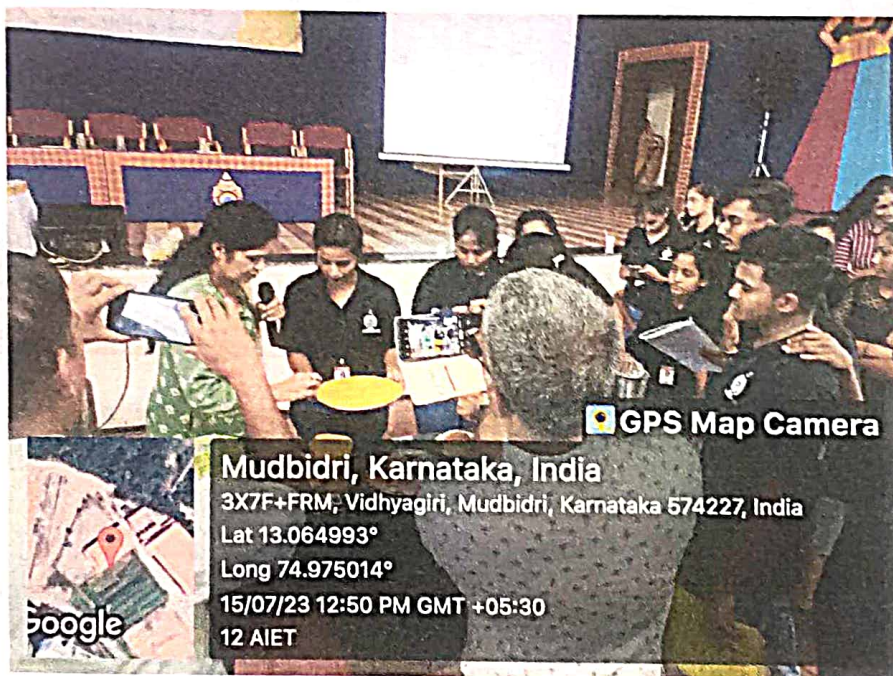 GPS Map Camera
Mudbidri, Karnataka, India
3X7F+FRM, Vidhyagiri, Mudbidri, Karnataka 574227, India
Lat 13.064993°
Long 74.975014°
15/07/23 12:50 PM GMT +05:30
12 AIET
Google